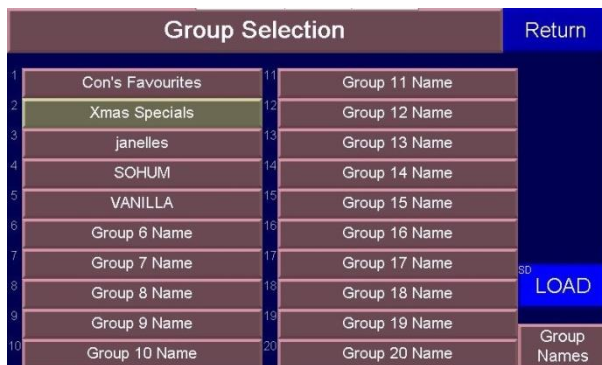 Group Selection
Return
1 Con's Favourites
2 Xmas Specials
3 janelles
4 SOHUM
5 VANILLA
6 Group 6 Name
7 Group 7 Name
8 Group 8 Name
9 Group 9 Name
10 Group 10 Name
11 Group 11 Name
12 Group 12 Name
13 Group 13 Name
14 Group 14 Name
15 Group 15 Name
16 Group 16 Name
17 Group 17 Name
18 Group 18 Name
19 Group 19 Name
20 Group 20 Name
SD
LOAD
Group
Names